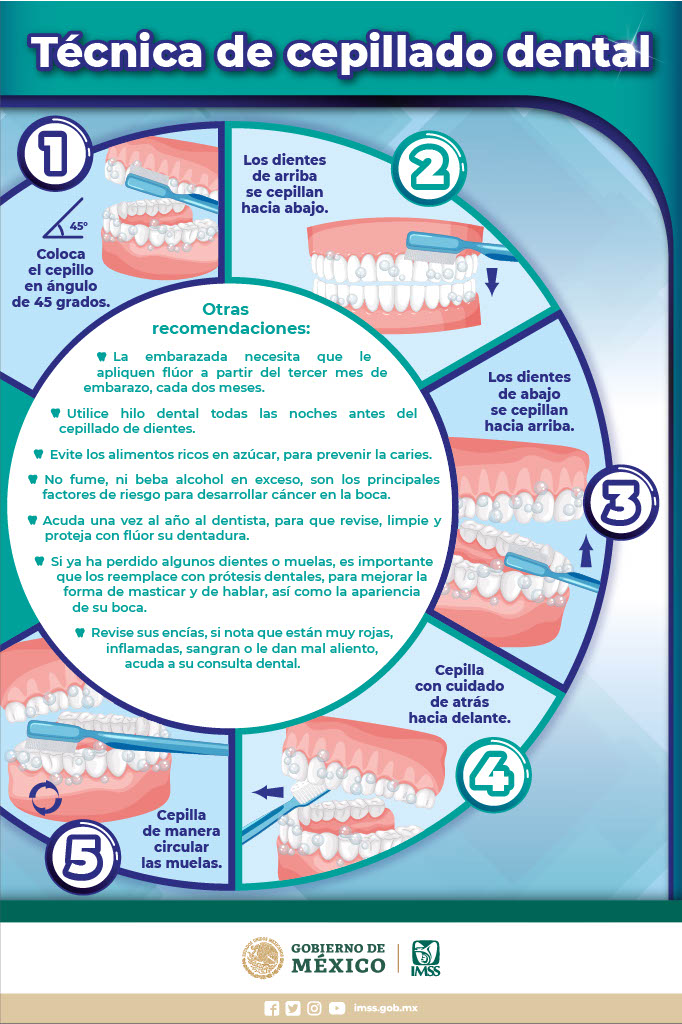 Técnica de cepillado dental
1
45°
Coloca
el cepillo
en ángulo
de 45 grados.
2
Los dientes
de arriba
se cepillan
hacia abajo.
3
Los dientes
de abajo
se cepillan
hacia arriba.
4
Cepilla
con cuidado
de atrás
hacia delante.
5
Cepilla
de manera
circular
las muelas.
Otras
recomendaciones:
La embarazada necesita que le
apliquen flúor a partir del tercer mes de
embarazo, cada dos meses.
Utilice hilo dental todas las noches antes del
cepillado de dientes.
Evite los alimentos ricos en azúcar, para prevenir la caries.
No fume, ni beba alcohol en exceso, son los principales
factores de riesgo para desarrollar cáncer en la boca.
Acuda una vez al año al dentista, para que revise, limpie y
proteja con flúor su dentadura.
Si ya ha perdido algunos dientes o muelas, es importante
que los reemplace con prótesis dentales, para mejorar la
forma de masticar y de hablar, así como la apariencia
de su boca.
Revise sus encías, si nota que están muy rojas,
inflamadas, sangran o le dan mal aliento,
acuda a su consulta dental.
GOBIERNO DE
MÉXICO
IMSS
imss.gob.mx